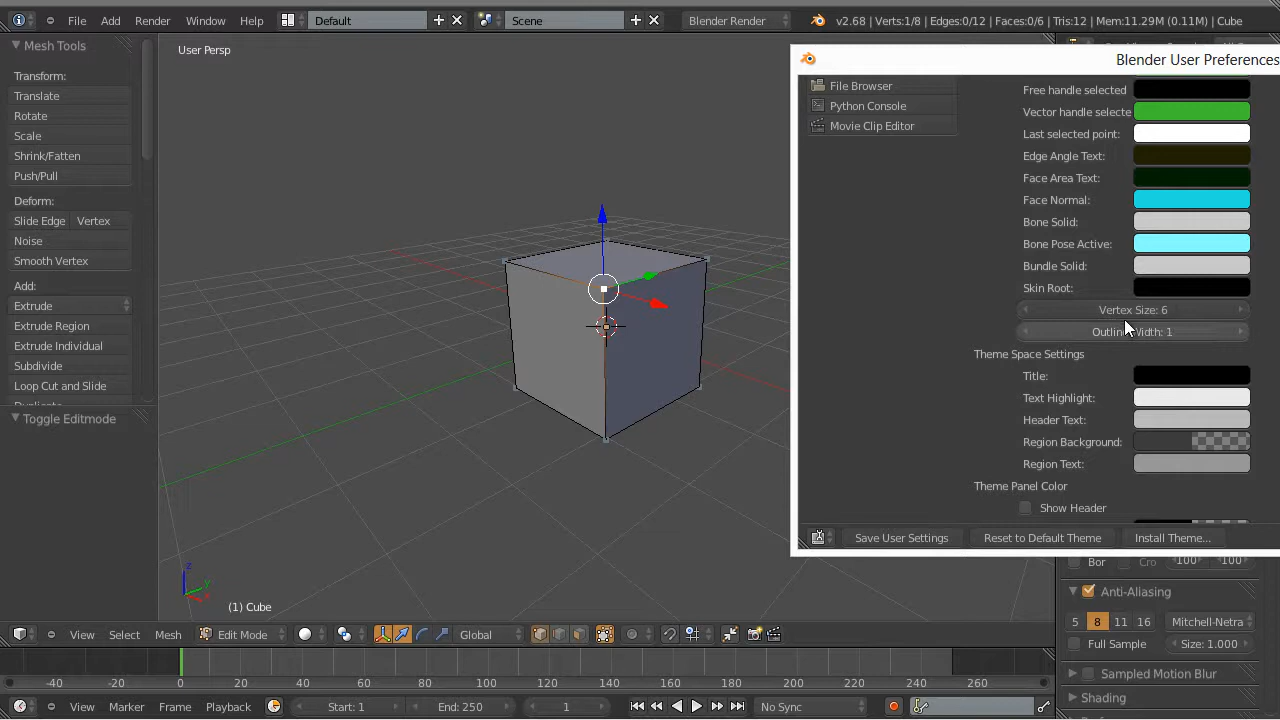 File Add Render Window Help Default Scene Blender Render v2.68 | Verts:1/8 | Edges:0/12 | Faces:0/6 | Tris:12 | Mem:11.29M (0.11M) | Cube
Mesh Tools
Transform:
Translate
Rotate
Scale
Shrink/Fatten
Push/Pull
Deform:
Slide Edge Vertex
Noise
Smooth Vertex
Add:
Extrude
Extrude Region
Extrude Individual
Subdivide
Loop Cut and Slide
Toggle Editmode
User Persp
z
y
x
(1) Cube
Blender User Preferences
File Browser
Python Console
Movie Clip Editor
Free handle selected
Vector handle selecte
Last selected point:
Edge Angle Text:
Face Area Text:
Face Normal:
Bone Solid:
Bone Pose Active:
Bundle Solid:
Skin Root:
Vertex Size: 6
Outline Width: 1
Theme Space Settings
Title:
Text Highlight:
Header Text:
Region Background:
Region Text:
Theme Panel Color
Show Header
Save User Settings Reset to Default Theme Install Theme...
Bor Cro 100 100
Anti-Aliasing
5 8 11 16 Mitchell-Netra
Full Sample Size: 1.000
Sampled Motion Blur
Shading
View Select Mesh Edit Mode Global
-40 -20 0 20 40 60 80 100 120 140 160 180 200 220 240 260
View Marker Frame Playback Start: 1 End: 250 1 No Sync